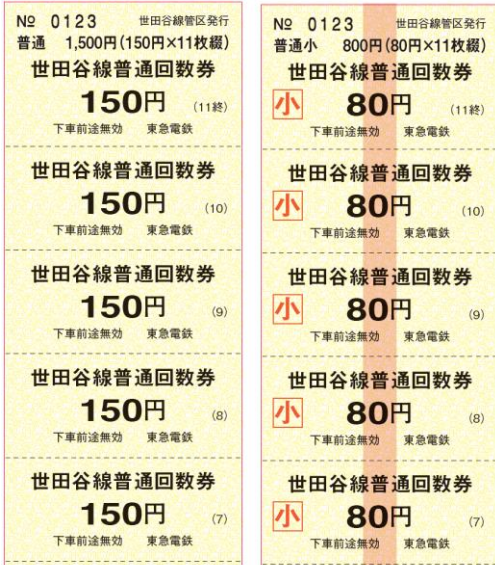 № 0123 世田谷線管区発行
普通 1,500円(150円×11枚綴)
世田谷線普通回数券
150円 (11終)
下車前途無効 東急電鉄
世田谷線普通回数券
150円 (10)
下車前途無効 東急電鉄
世田谷線普通回数券
150円 (9)
下車前途無効 東急電鉄
世田谷線普通回数券
150円 (8)
下車前途無効 東急電鉄
世田谷線普通回数券
150円 (7)
下車前途無効 東急電鉄
№ 0123 世田谷線管区発行
普通小 800円(80円×11枚綴)
世田谷線普通回数券
小 80円 (11終)
下車前途無効 東急電鉄
世田谷線普通回数券
小 80円 (10)
下車前途無効 東急電鉄
世田谷線普通回数券
小 80円 (9)
下車前途無効 東急電鉄
世田谷線普通回数券
小 80円 (8)
下車前途無効 東急電鉄
世田谷線普通回数券
小 80円 (7)
下車前途無効 東急電鉄